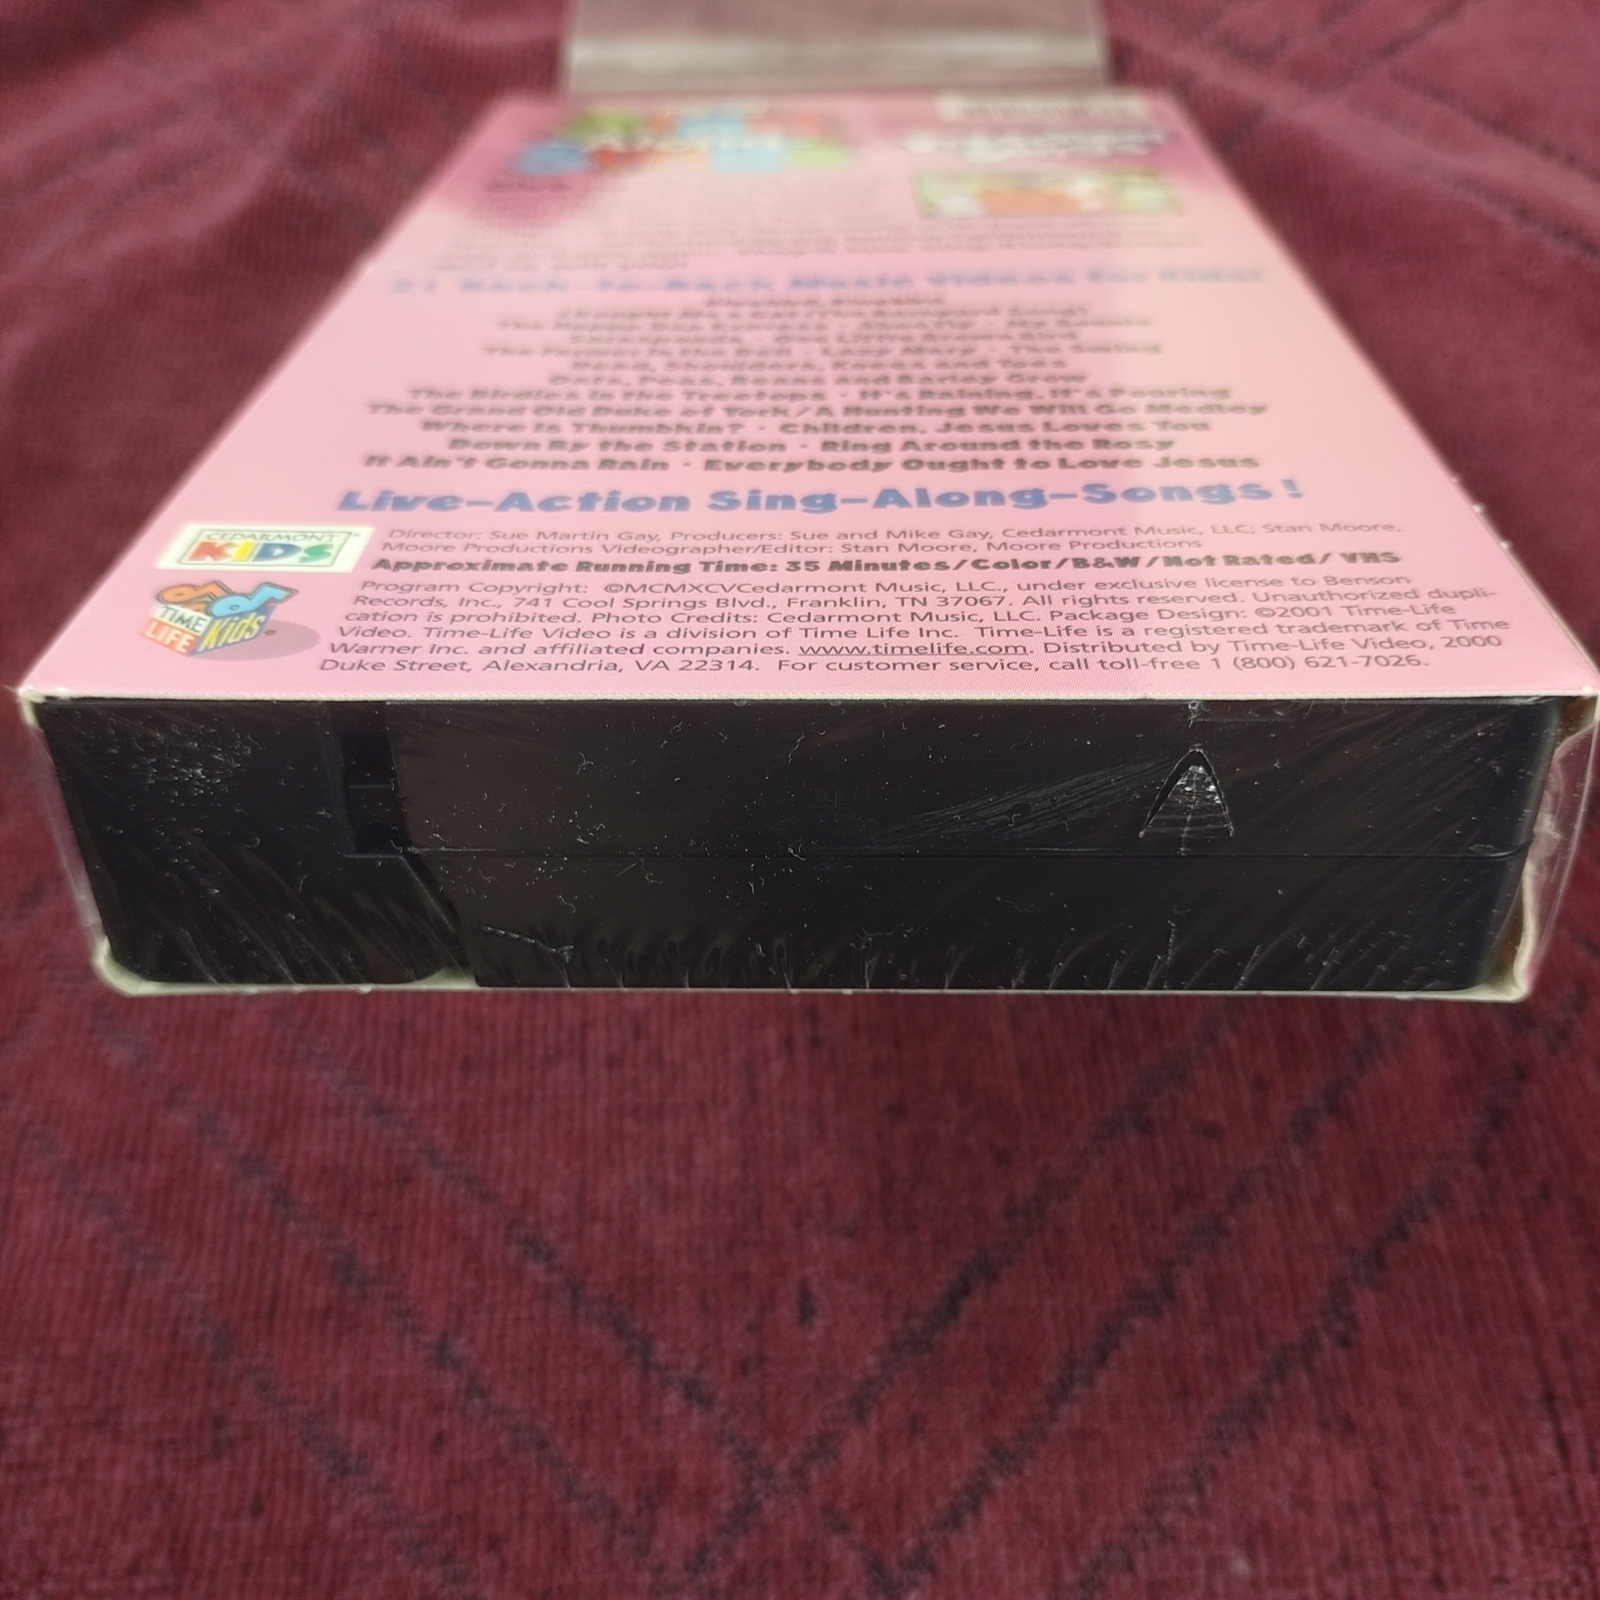 Along
21 Back-to-Back Music Videos for Kids!
Bluebird, Bluebird
I Bought Me a Cat (The Barnyard Song)
The Happy Day Express · Shoo Fly · My Bonnie
Sarasponda · One Little Brown Bird
The Farmer in the Dell · Lazy Mary · The Swing
Head, Shoulders, Knees and Toes
Oats, Peas, Beans and Barley Grow
The Birdies in the Treetops · It's Raining, It's Pouring
The Grand Old Duke of York/A Hunting We Will Go Medley
Where Is Thumbkin? · Children, Jesus Loves You
Down By the Station · Ring Around the Rosy
It Ain't Gonna Rain · Everybody Ought to Love Jesus
Live-Action Sing-Along-Songs!
CEDARMONT
KIDS
Director: Sue Martin Gay, Producers: Sue and Mike Gay, Cedarmont Music, LLC; Stan Moore,
Moore Productions Videographer/Editor: Stan Moore, Moore Productions
Approximate Running Time: 35 Minutes/Color/B&W/Not Rated/VHS
TIME
LIFE
Kids
Program Copyright: ©MCMXCVCedarmont Music, LLC., under exclusive license to Benson
Records, Inc., 741 Cool Springs Blvd., Franklin, TN 37067. All rights reserved. Unauthorized dupli-
cation is prohibited. Photo Credits: Cedarmont Music, LLC. Package Design: ©2001 Time-Life
Video. Time-Life Video is a division of Time Life Inc. Time-Life is a registered trademark of Time
Warner Inc. and affiliated companies. www.timelife.com. Distributed by Time-Life Video, 2000
Duke Street, Alexandria, VA 22314. For customer service, call toll-free 1 (800) 621-7026.